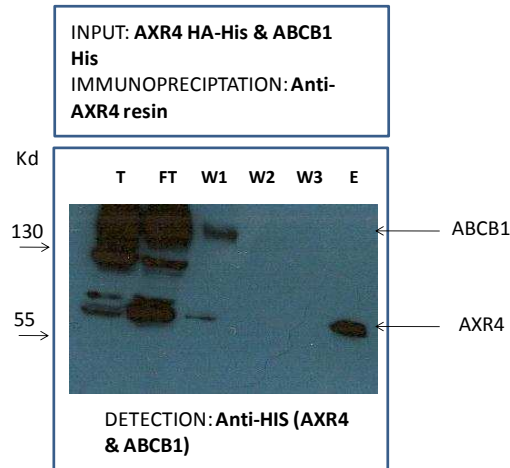 INPUT: AXR4 HA-His & ABCB1
His
IMMUNOPRECIPTATION: Anti-
AXR4 resin
Kd
T FT W1 W2 W3 E
130
ABCB1
55
AXR4
DETECTION: Anti-HIS (AXR4
& ABCB1)